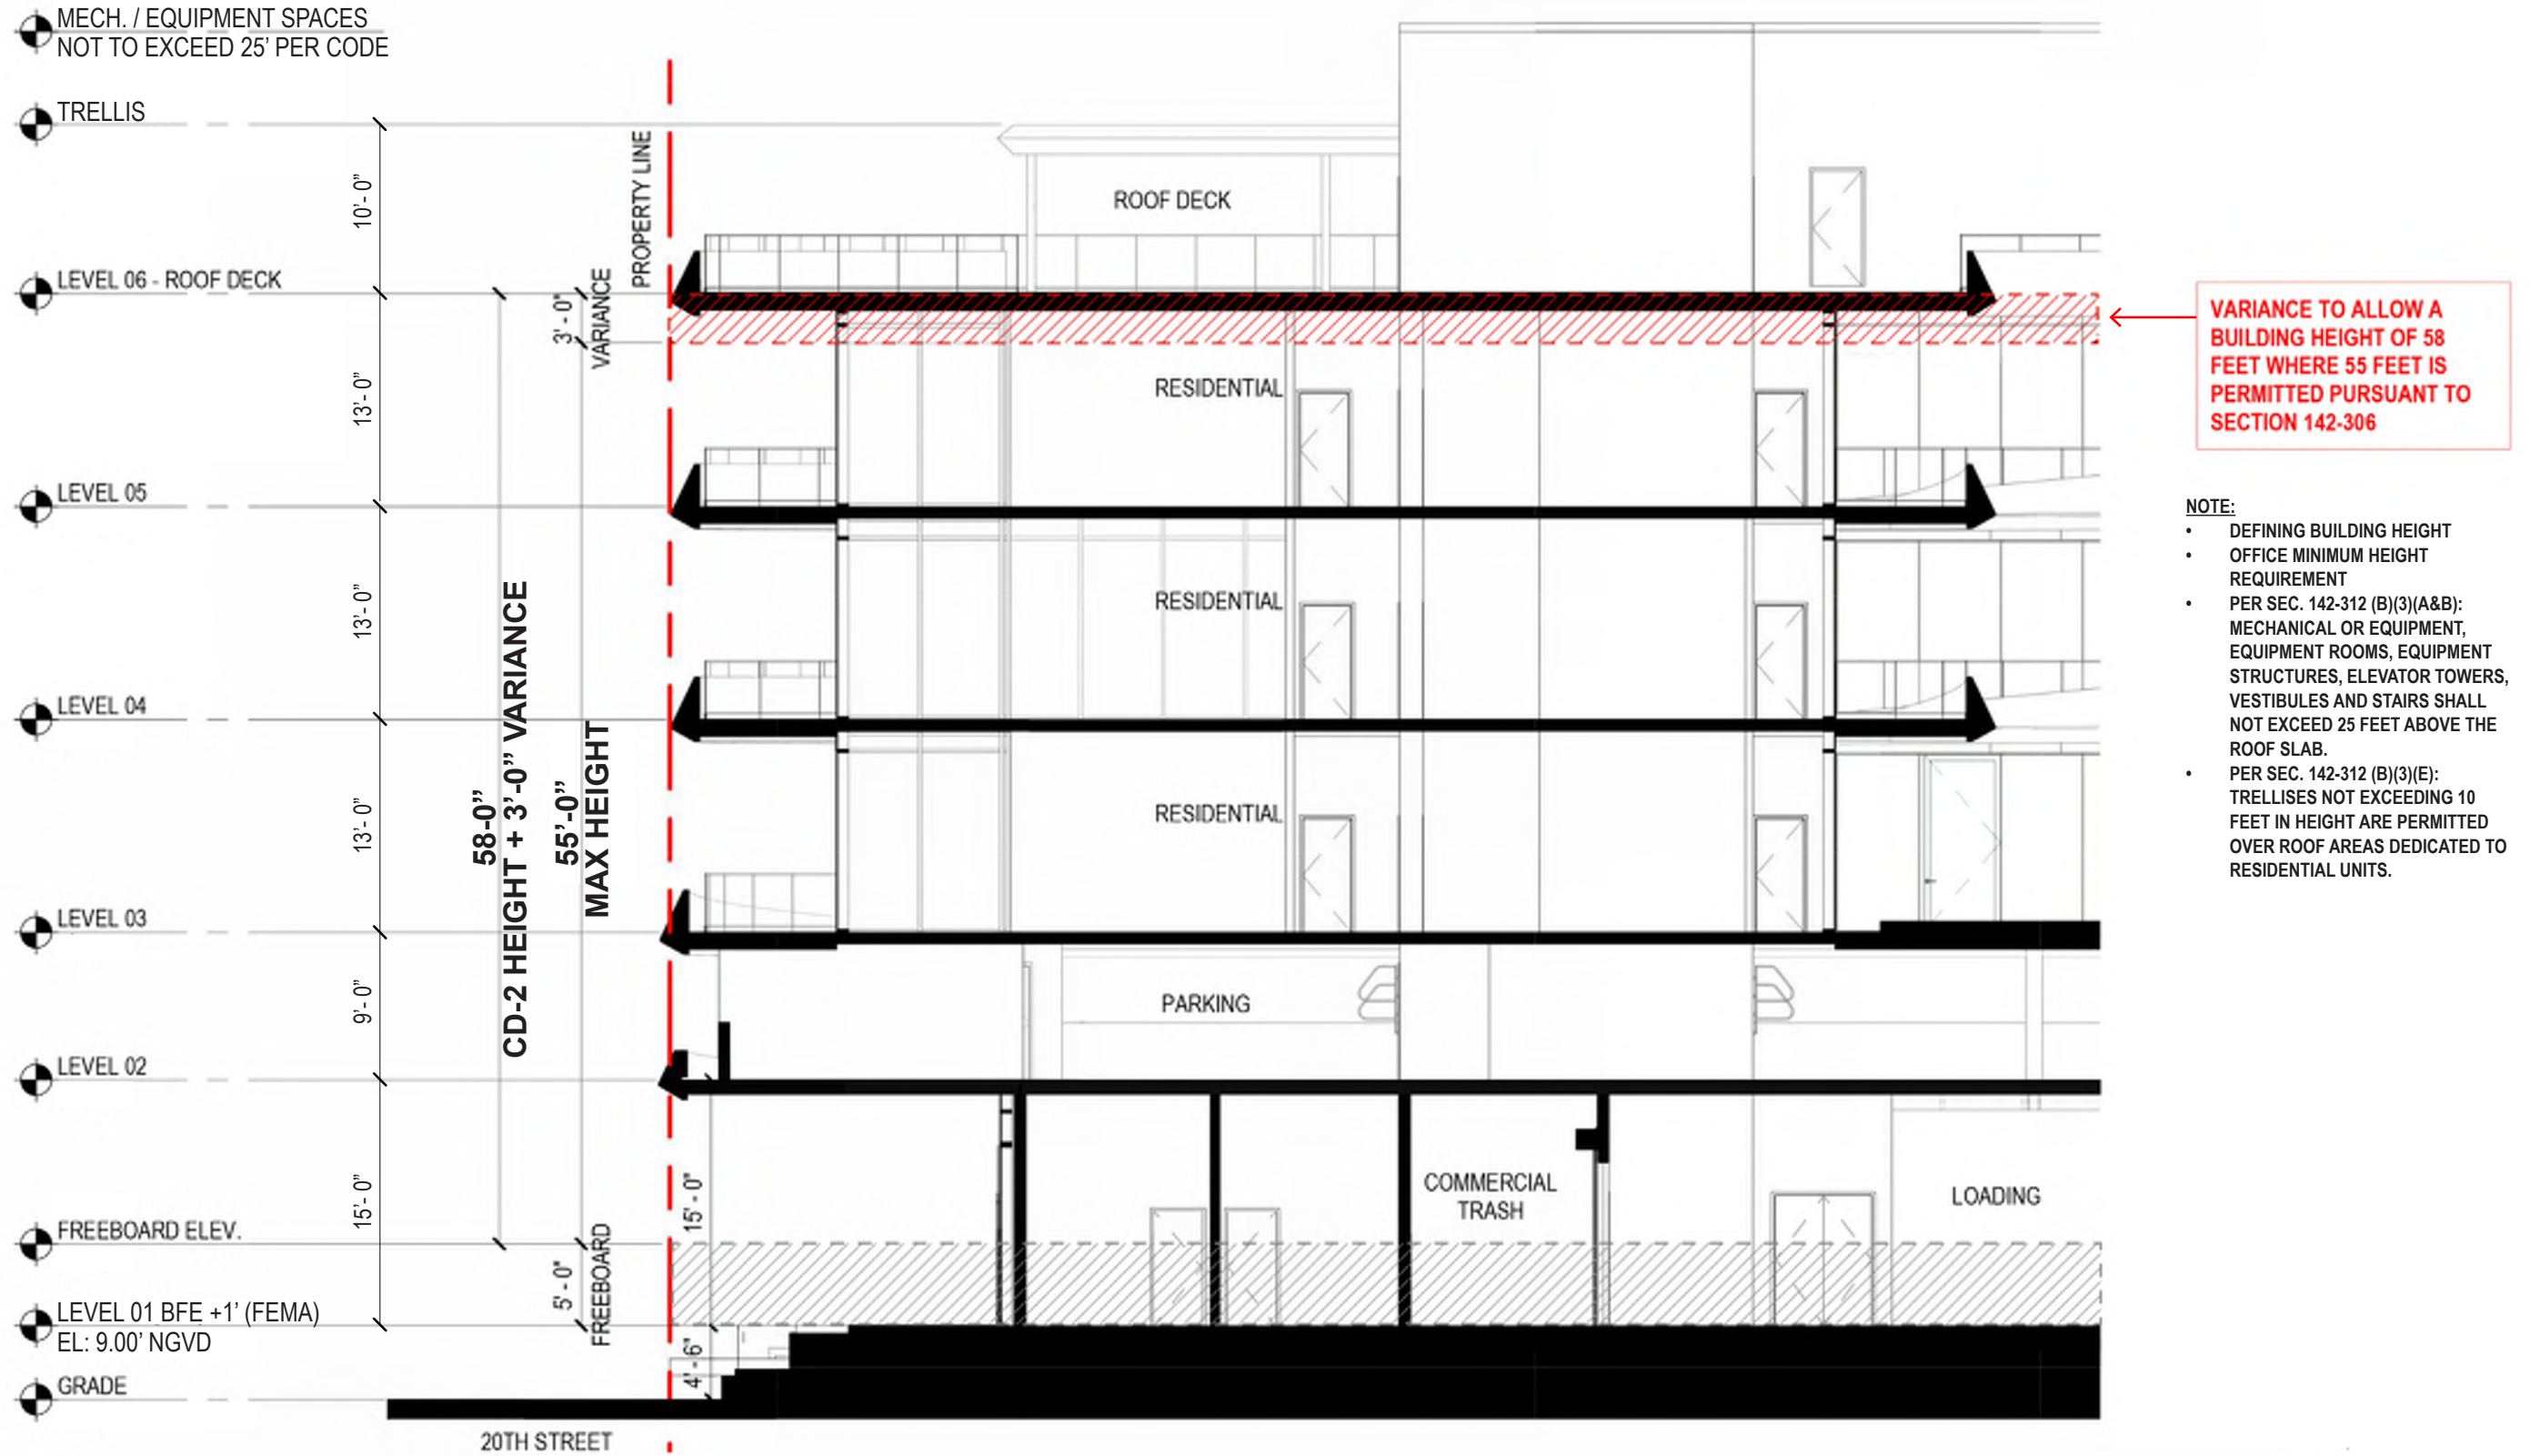 MECH. / EQUIPMENT SPACES
NOT TO EXCEED 25' PER CODE
TRELLIS
10'- 0"
PROPERTY LINE
ROOF DECK
LEVEL 06 - ROOF DECK
3' - 0"
VARIANCE
13'- 0"
RESIDENTIAL
LEVEL 05
13'- 0"
RESIDENTIAL
LEVEL 04
58-0”
CD-2 HEIGHT + 3’-0” VARIANCE
55’-0”
MAX HEIGHT
13'- 0"
RESIDENTIAL
LEVEL 03
9'- 0"
PARKING
LEVEL 02
15'- 0"
15' - 0"
COMMERCIAL
TRASH
LOADING
FREEBOARD ELEV.
5' - 0"
FREEBOARD
LEVEL 01 BFE +1' (FEMA)
EL: 9.00' NGVD
4' - 6"
GRADE
20TH STREET
VARIANCE TO ALLOW A
BUILDING HEIGHT OF 58
FEET WHERE 55 FEET IS
PERMITTED PURSUANT TO
SECTION 142-306
NOTE:
• DEFINING BUILDING HEIGHT
• OFFICE MINIMUM HEIGHT
REQUIREMENT
• PER SEC. 142-312 (B)(3)(A&B):
MECHANICAL OR EQUIPMENT,
EQUIPMENT ROOMS, EQUIPMENT
STRUCTURES, ELEVATOR TOWERS,
VESTIBULES AND STAIRS SHALL
NOT EXCEED 25 FEET ABOVE THE
ROOF SLAB.
• PER SEC. 142-312 (B)(3)(E):
TRELLISES NOT EXCEEDING 10
FEET IN HEIGHT ARE PERMITTED
OVER ROOF AREAS DEDICATED TO
RESIDENTIAL UNITS.